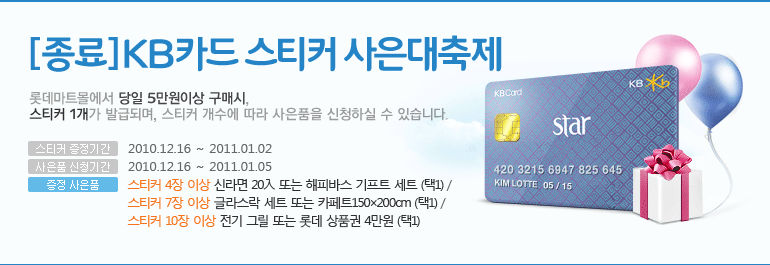 [종료]KB카드 스티커 사은대축제
롯데마트몰에서 당일 5만원이상 구매시,
스티커 1개가 발급되며, 스티커 개수에 따라 사은품을 신청하실 수 있습니다.
스티커 증정기간 2010.12.16 ~ 2011.01.02
사은품 신청기간 2010.12.16 ~ 2011.01.05
증정 사은품 스티커 4장 이상 신라면 20入 또는 해피바스 기프트 세트 (택1) /
스티커 7장 이상 글라스락 세트 또는 카페트150×200cm (택1) /
스티커 10장 이상 전기 그릴 또는 롯데 상품권 4만원 (택1)
KB Card
KB
star
420 3215 6947 825 645
KIM LOTTE 05 / 15